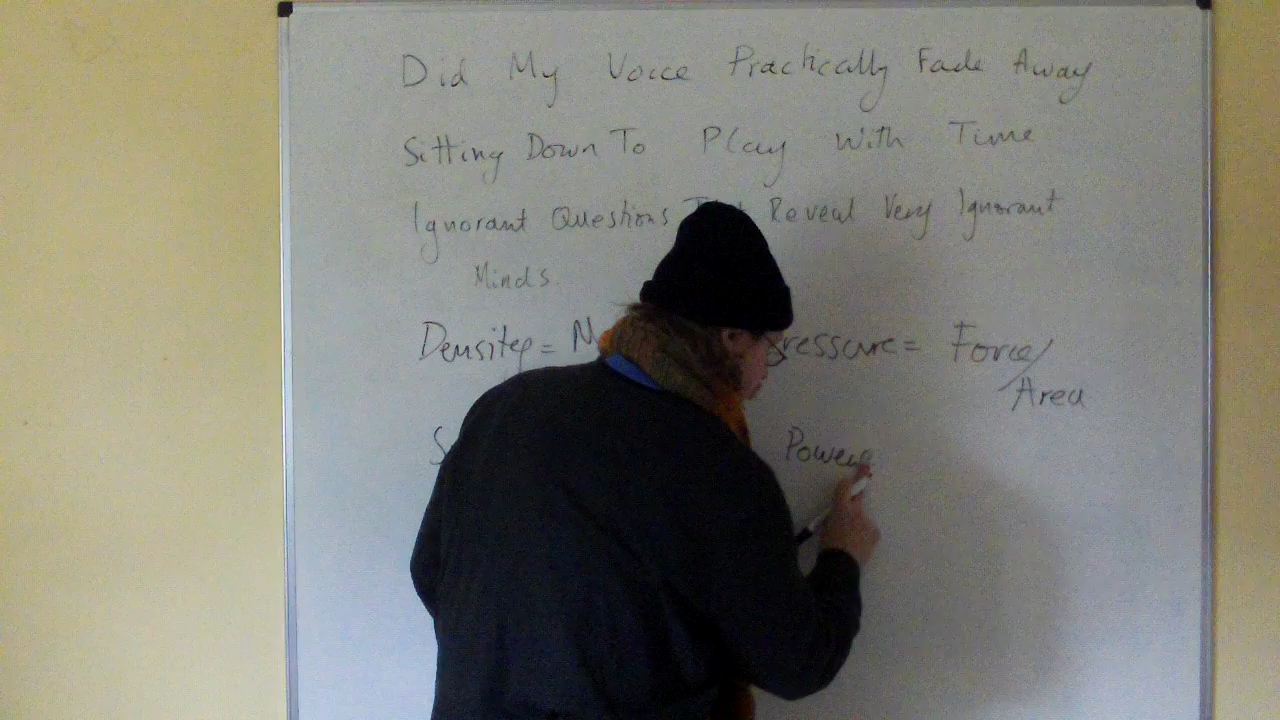 Did My Voice Practically Fade Away
Sitting Down To Play With Time
Ignorant Questions Reveal Very Ignorant
Minds.
Density = Pressure = Force/
Area
Power